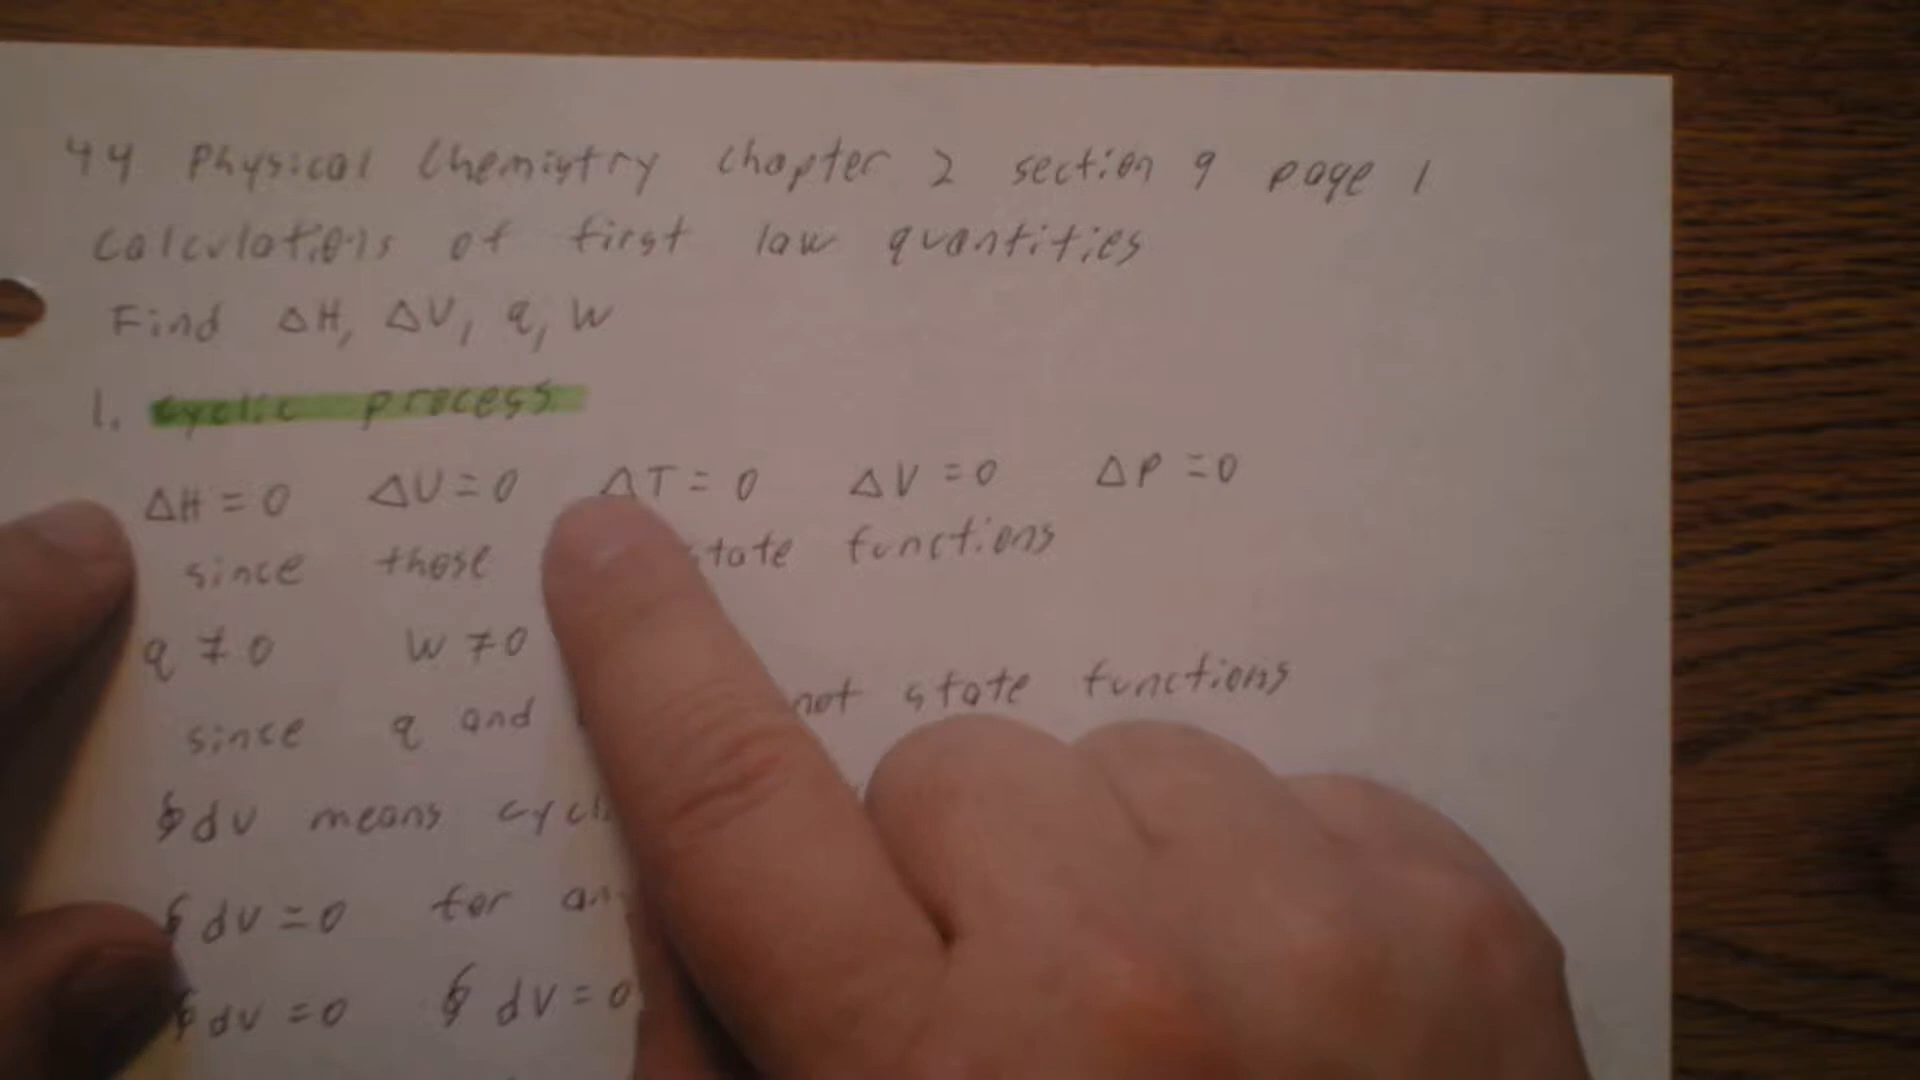 44 Physical Chemistry chapter 2 section 9 page 1
Calculations of first law quantities
Find ΔH, ΔU, q, w
1. cyclic process
ΔH = 0 ΔU = 0 ΔT = 0 ΔV = 0 ΔP = 0
since those state functions
q ≠ 0 w ≠ 0
since q and not state functions
∮ dU means
∮ dU = 0 for
∮ dU = 0 ∮ dV = 0